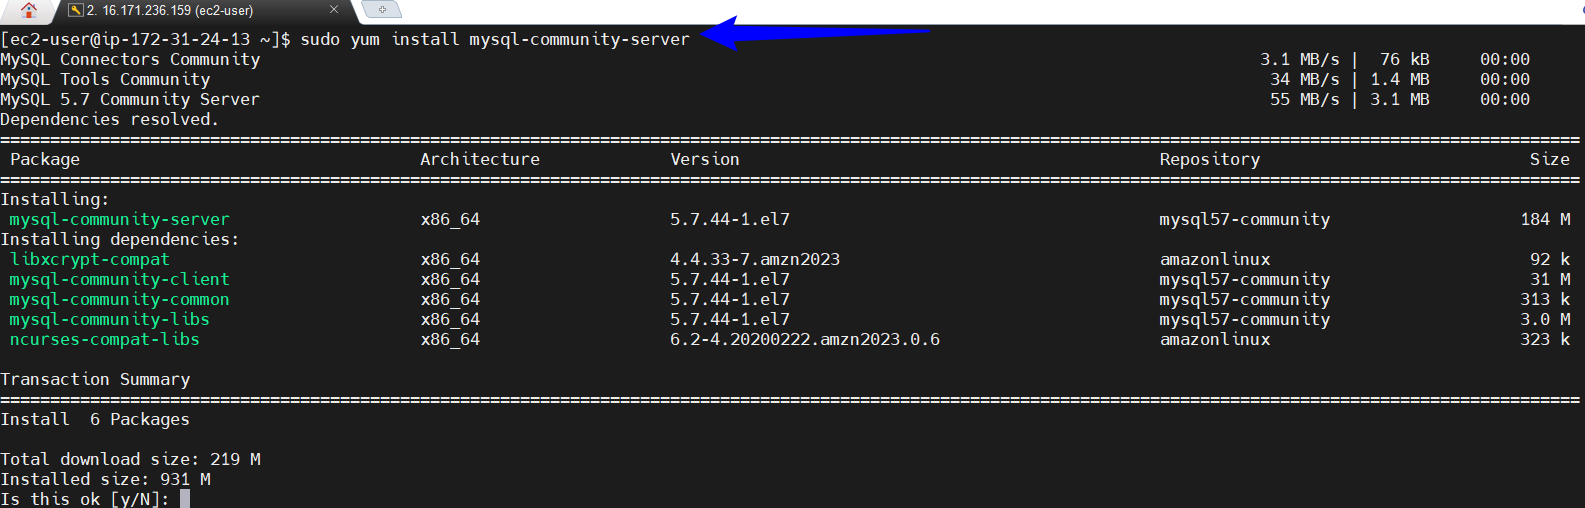 2. 16.171.236.159 (ec2-user)
[ec2-user@ip-172-31-24-13 ~]$ sudo yum install mysql-community-server
MySQL Connectors Community 3.1 MB/s | 76 kB 00:00
MySQL Tools Community 34 MB/s | 1.4 MB 00:00
MySQL 5.7 Community Server 55 MB/s | 3.1 MB 00:00
Dependencies resolved.
Package Architecture Version Repository Size
Installing:
mysql-community-server x86_64 5.7.44-1.el7 mysql57-community 184 M
Installing dependencies:
libxcrypt-compat x86_64 4.4.33-7.amzn2023 amazonlinux 92 k
mysql-community-client x86_64 5.7.44-1.el7 mysql57-community 31 M
mysql-community-common x86_64 5.7.44-1.el7 mysql57-community 313 k
mysql-community-libs x86_64 5.7.44-1.el7 mysql57-community 3.0 M
ncurses-compat-libs x86_64 6.2-4.20200222.amzn2023.0.6 amazonlinux 323 k
Transaction Summary
Install 6 Packages
Total download size: 219 M
Installed size: 931 M
Is this ok [y/N]: